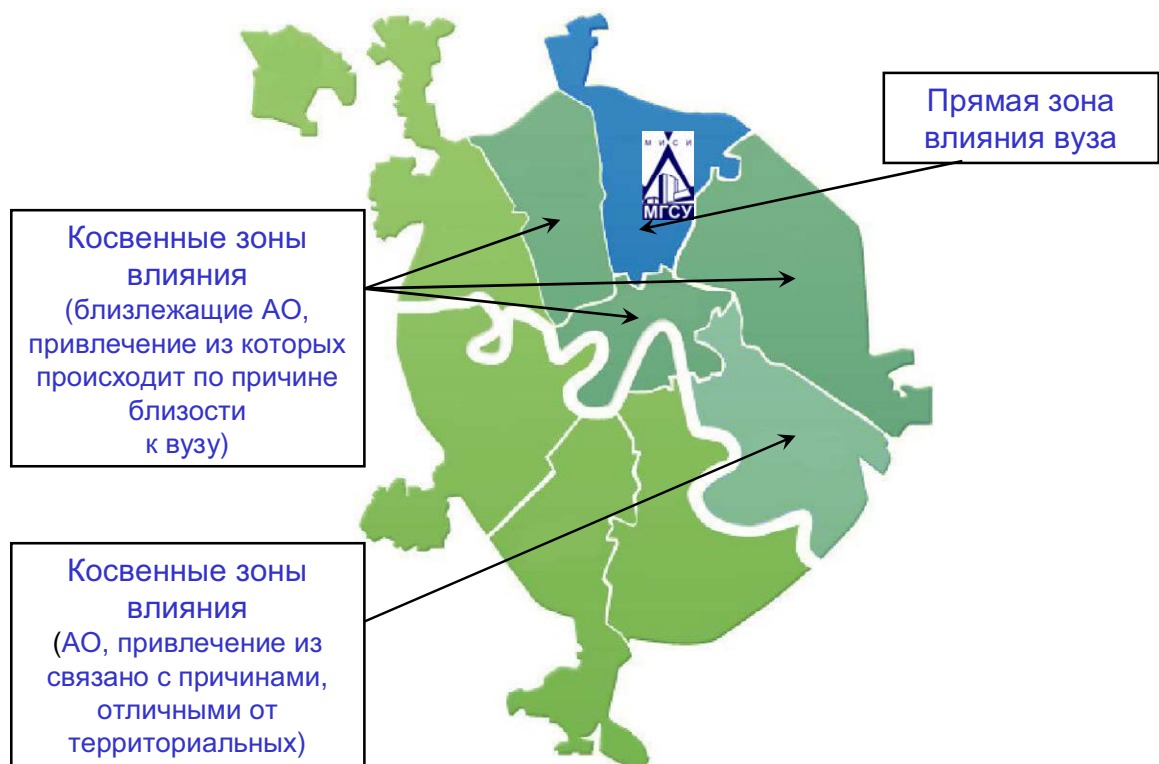 Прямая зона
влияния вуза
МИСИ
МГСУ
Косвенные зоны
влияния
(близлежащие АО,
привлечение из которых
происходит по причине
близости
к вузу)
Косвенные зоны
влияния
(АО, привлечение из
связано с причинами,
отличными от
территориальных)